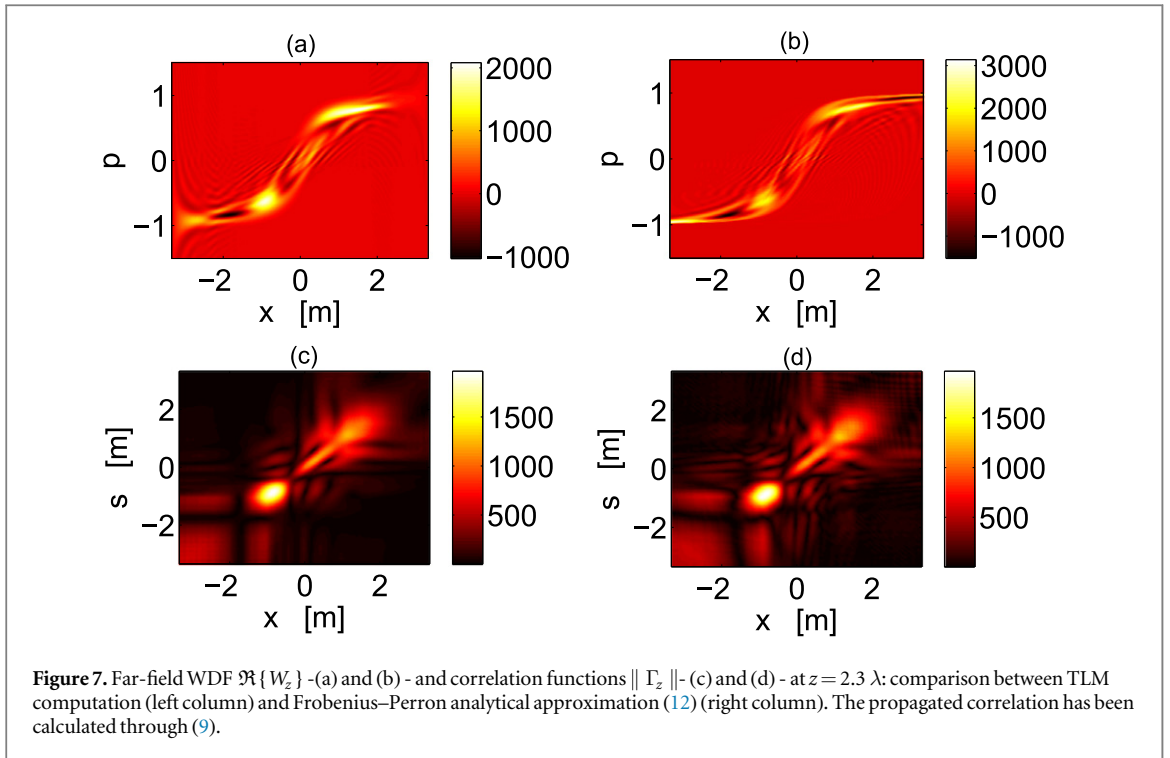 (a)
(b)
2000
1000
0
−1000
3000
2000
1000
0
−1000
p
1
0
−1
p
1
0
−1
−2 0 2
x [m]
−2 0 2
x [m]
(c)
(d)
1500
1000
500
1500
1000
500
s [m]
2
0
−2
s [m]
2
0
−2
−2 0 2
x [m]
−2 0 2
x [m]
Figure 7. Far-field WDF ℜ{W_z} -(a) and (b) - and correlation functions ‖ Γ_z ‖- (c) and (d) - at z = 2.3 λ: comparison between TLM
computation (left column) and Frobenius–Perron analytical approximation (12) (right column). The propagated correlation has been
calculated through (9).